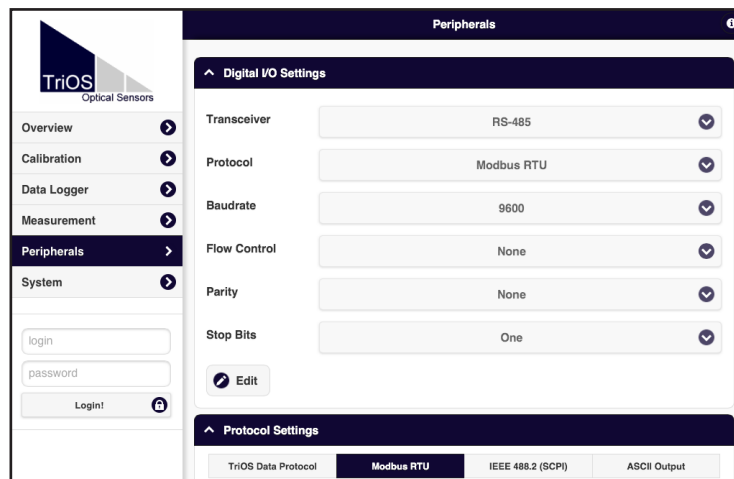 TriOS
Optical Sensors
Overview
Calibration
Data Logger
Measurement
Peripherals
System
login
password
Login!
Peripherals
Digital I/O Settings
Transceiver RS-485
Protocol Modbus RTU
Baudrate 9600
Flow Control None
Parity None
Stop Bits One
Edit
Protocol Settings
TriOS Data Protocol Modbus RTU IEEE 488.2 (SCPI) ASCII Output